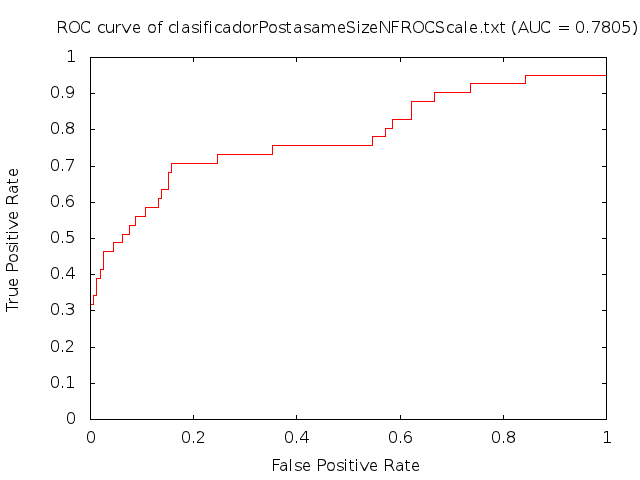 ROC curve of clasificadorPostasameSizeNFROCScale.txt (AUC = 0.7805)
1
0.9
0.8
0.7
0.6
0.5
0.4
0.3
0.2
0.1
0
True Positive Rate
0 0.2 0.4 0.6 0.8 1
False Positive Rate